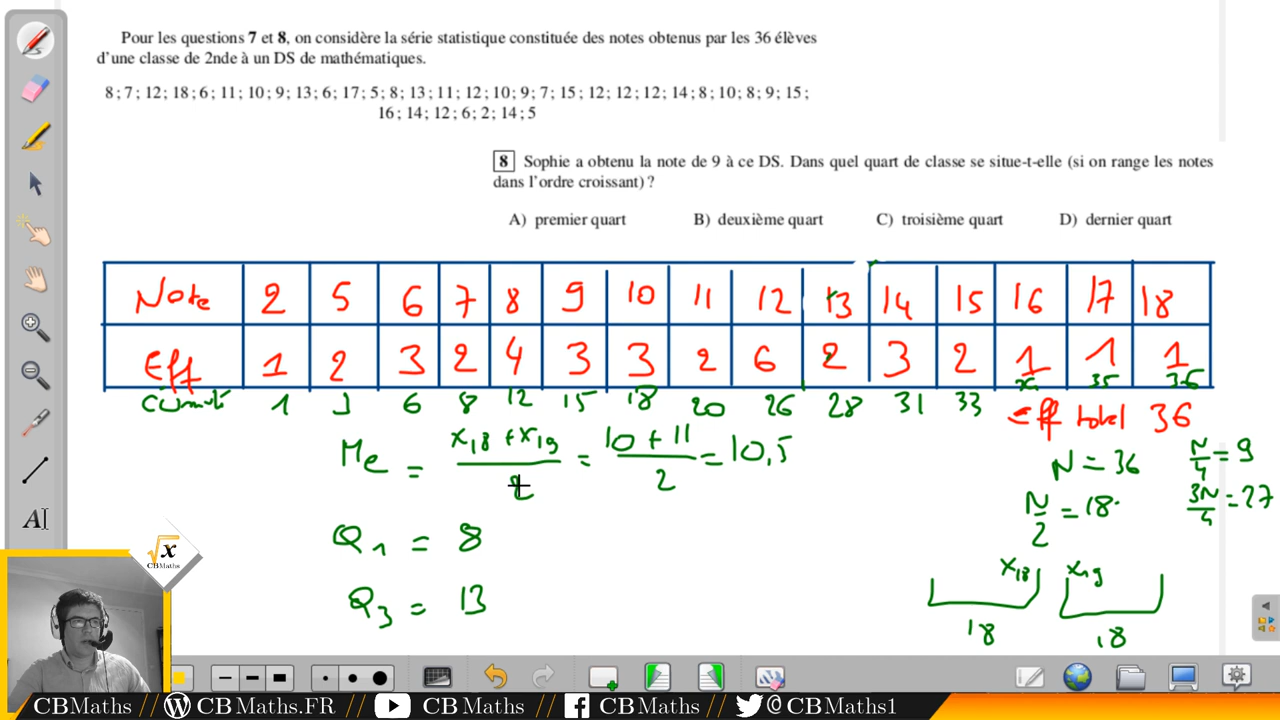 Pour les questions 7 et 8, on considère la série statistique constituée des notes obtenus par les 36 élèves
d'une classe de 2nde à un DS de mathématiques.
8 ; 7 ; 12 ; 18 ; 6 ; 11 ; 10 ; 9 ; 13 ; 6 ; 17 ; 5 ; 8 ; 13 ; 11 ; 12 ; 10 ; 9 ; 7 ; 15 ; 12 ; 12 ; 12 ; 14 ; 8 ; 10 ; 8 ; 9 ; 15 ;
16 ; 14 ; 12 ; 6 ; 2 ; 14 ; 5
8 Sophie a obtenu la note de 9 à ce DS. Dans quel quart de classe se situe-t-elle (si on range les notes
dans l'ordre croissant) ?
A) premier quart B) deuxième quart C) troisième quart D) dernier quart
Note 2 5 6 7 8 9 10 11 12 13 14 15 16 17 18
Eff 1 2 3 2 4 3 3 2 6 2 3 2 1 1 1
1 3 6 8 12 15 18 20 26 28 31 33 35 36
Eff total 36
Me = (x18 + x19)/2 = (10 + 11)/2 = 10,5
N = 36 N/4 = 9
N/2 = 18 3N/4 = 27
Q1 = 8
Q3 = 13
x18 x19
18 18
AI
√x
CBMaths
CBMaths // CBMaths.FR // CBMaths // CBMaths // @CBMaths1